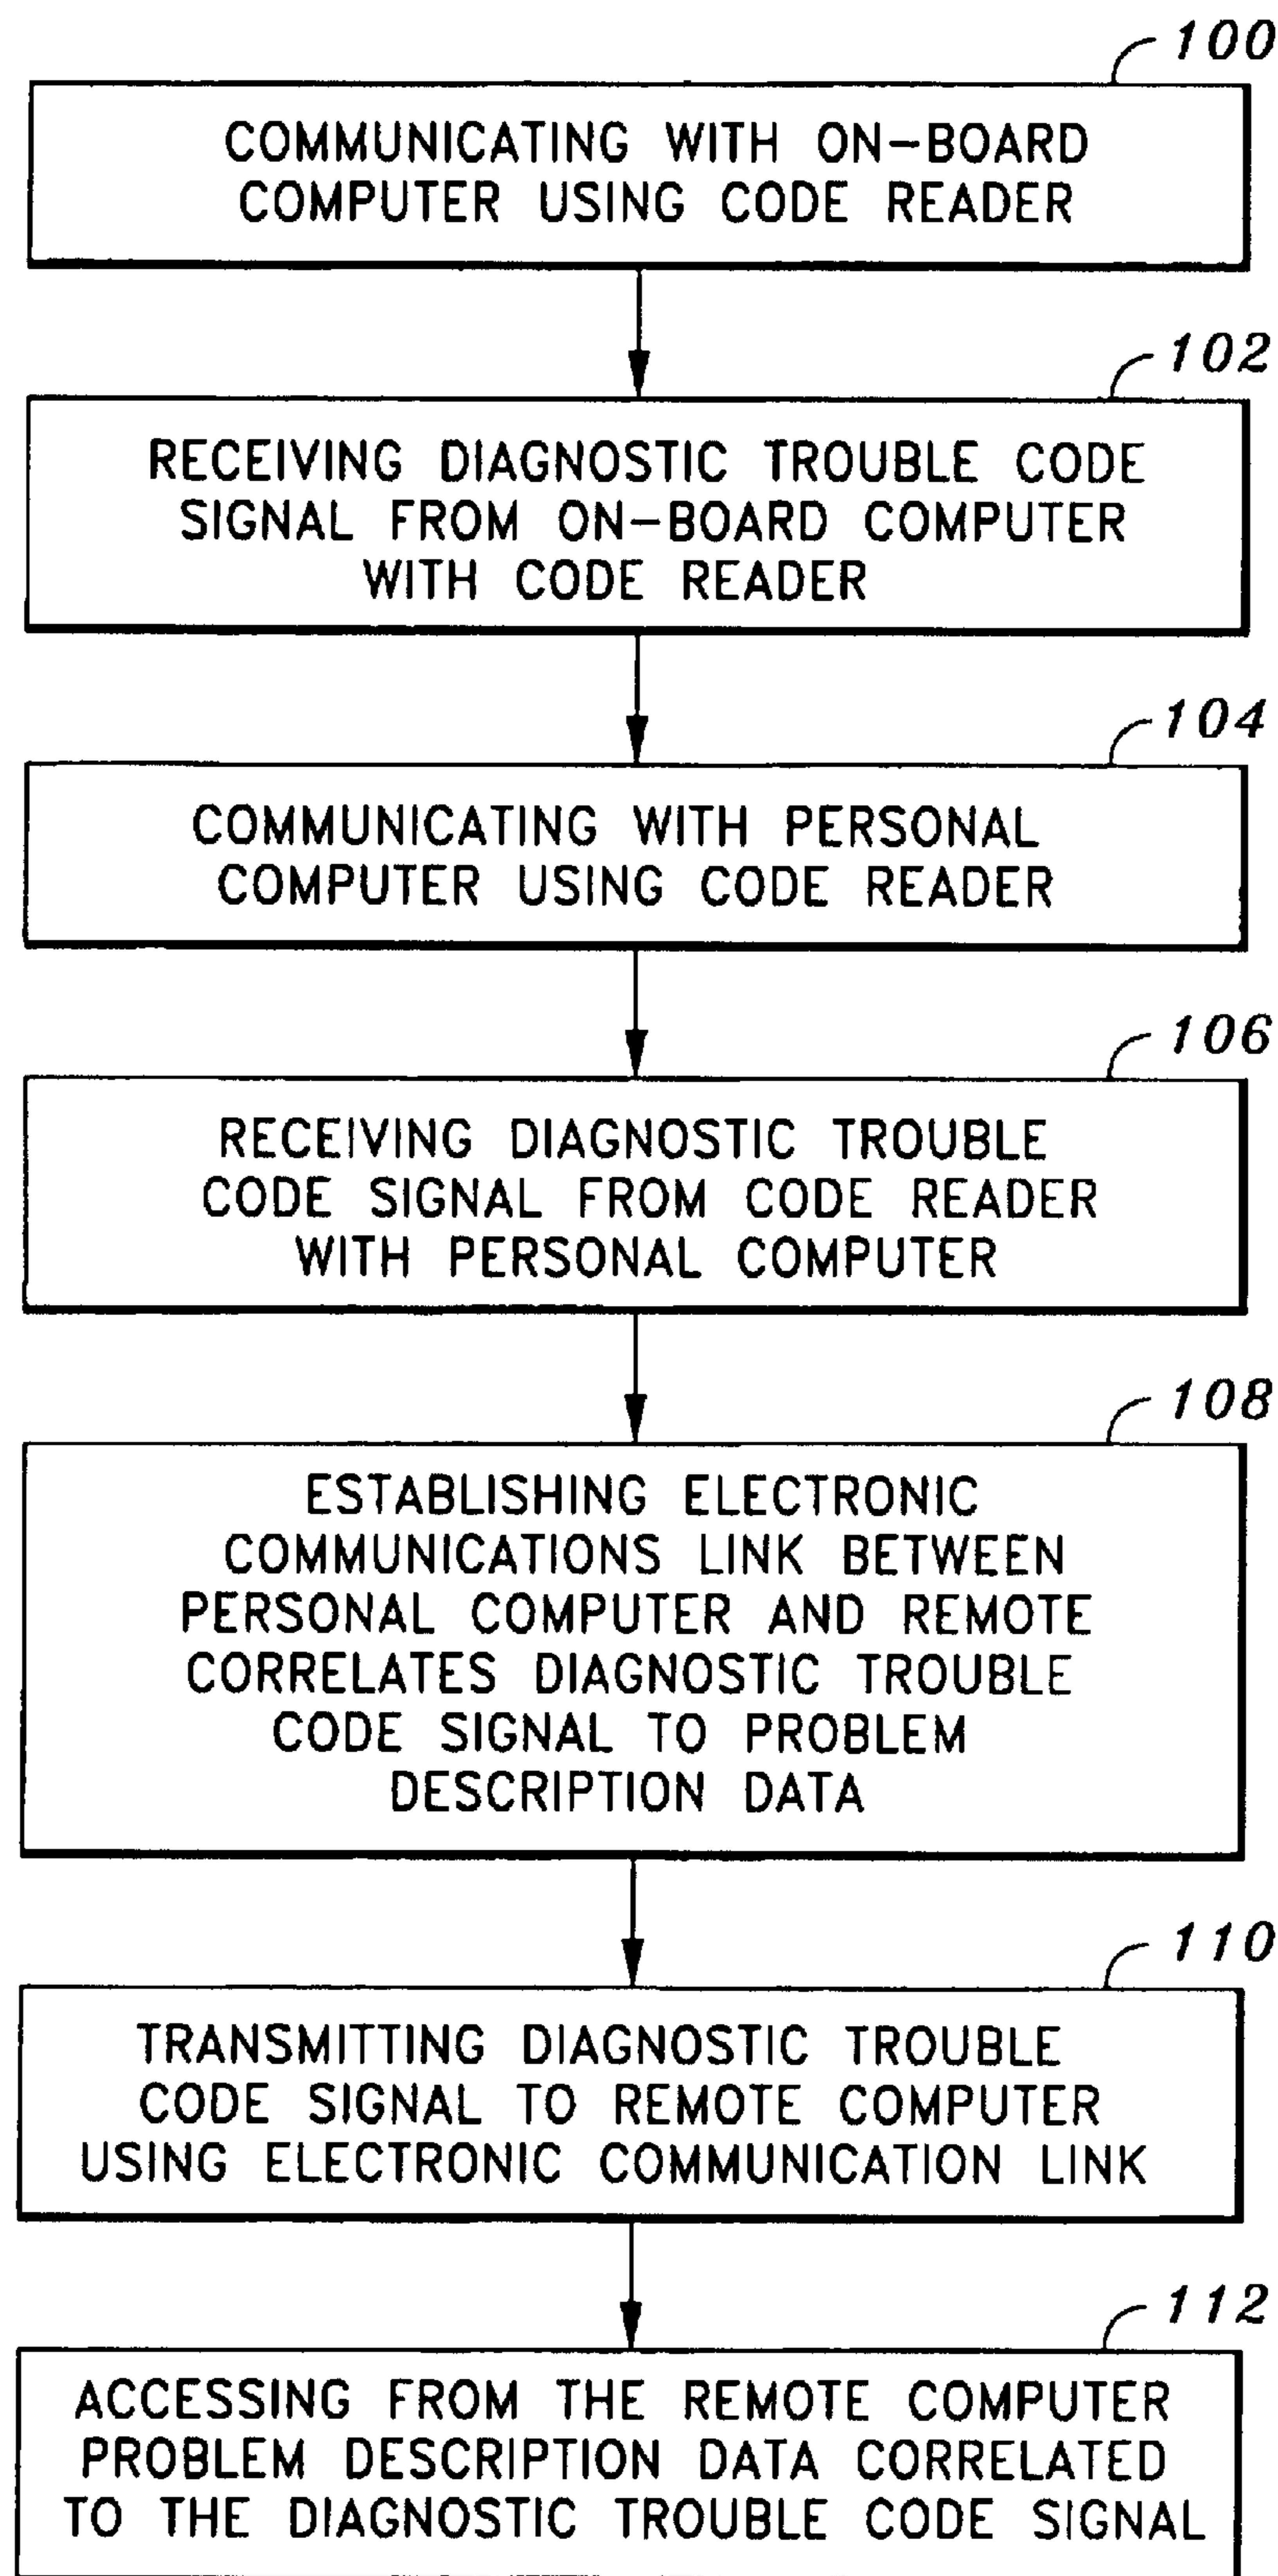 100
COMMUNICATING WITH ON-BOARD
COMPUTER USING CODE READER
102
RECEIVING DIAGNOSTIC TROUBLE CODE
SIGNAL FROM ON-BOARD COMPUTER
WITH CODE READER
104
COMMUNICATING WITH PERSONAL
COMPUTER USING CODE READER
106
RECEIVING DIAGNOSTIC TROUBLE
CODE SIGNAL FROM CODE READER
WITH PERSONAL COMPUTER
108
ESTABLISHING ELECTRONIC
COMMUNICATIONS LINK BETWEEN
PERSONAL COMPUTER AND REMOTE
CORRELATES DIAGNOSTIC TROUBLE
CODE SIGNAL TO PROBLEM
DESCRIPTION DATA
110
TRANSMITTING DIAGNOSTIC TROUBLE
CODE SIGNAL TO REMOTE COMPUTER
USING ELECTRONIC COMMUNICATION LINK
112
ACCESSING FROM THE REMOTE COMPUTER
PROBLEM DESCRIPTION DATA CORRELATED
TO THE DIAGNOSTIC TROUBLE CODE SIGNAL